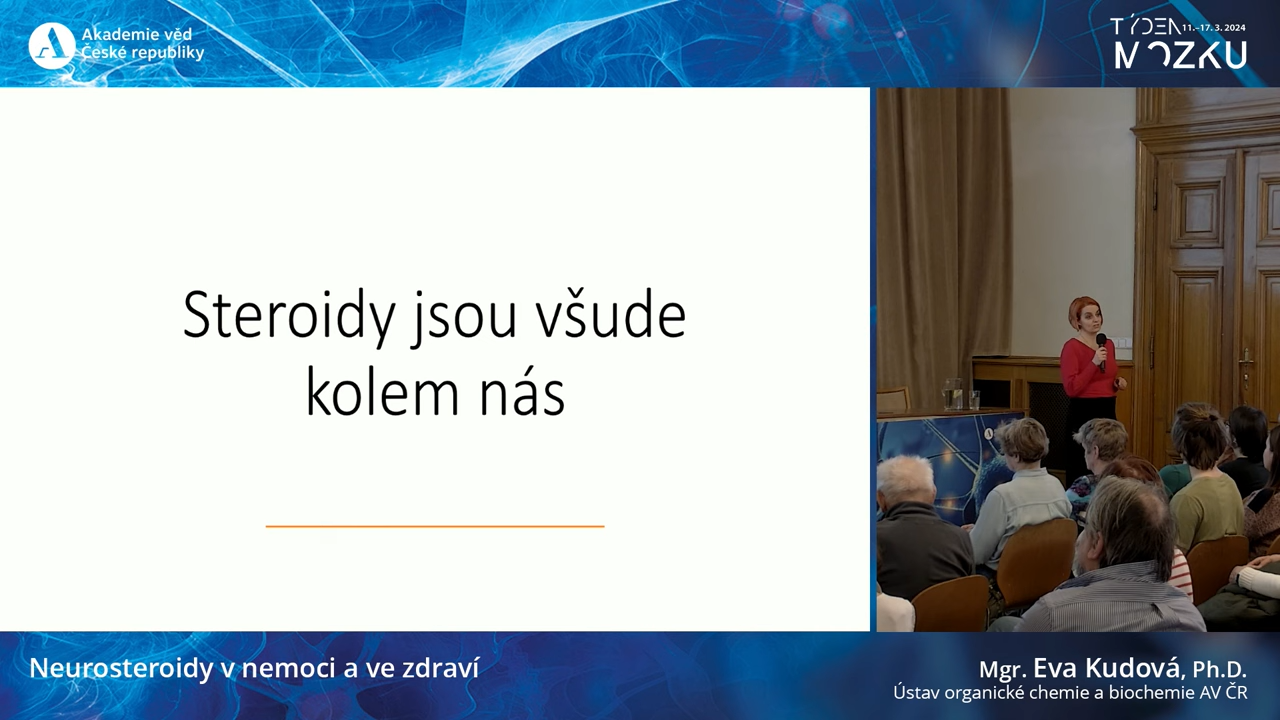 Akademie věd
České republiky
TÝDEN 11.–17. 3. 2024
MOZKU
Steroidy jsou všude
kolem nás
Neurosteroidy v nemoci a ve zdraví
Mgr. Eva Kudová, Ph.D.
Ústav organické chemie a biochemie AV ČR